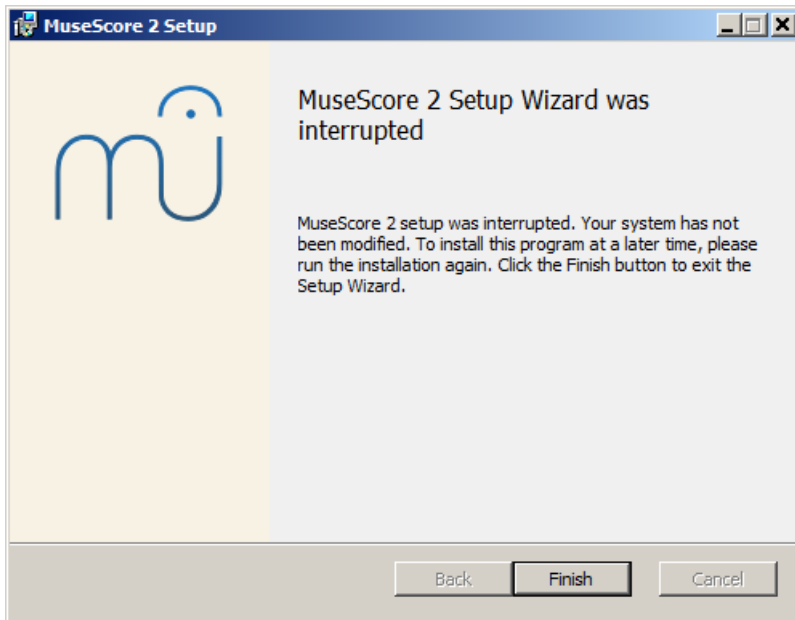 MuseScore 2 Setup
MuseScore 2 Setup Wizard was
interrupted
MuseScore 2 setup was interrupted. Your system has not
been modified. To install this program at a later time, please
run the installation again. Click the Finish button to exit the
Setup Wizard.
Back Finish Cancel